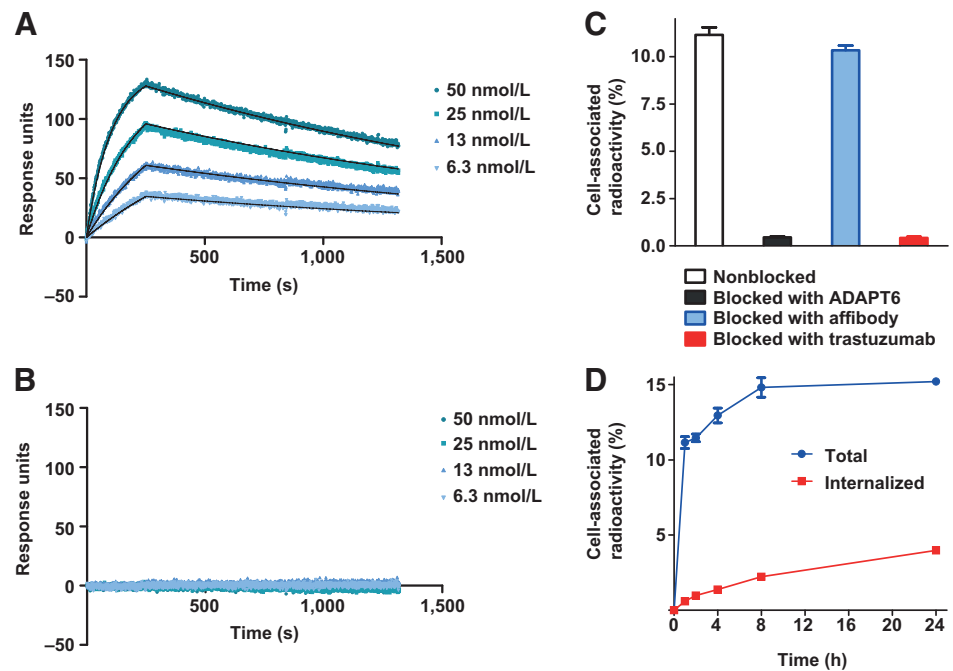 A
150
100
50
0
–50
Response units
500
1,000
1,500
Time (s)
50 nmol/L
25 nmol/L
13 nmol/L
6.3 nmol/L
B
150
100
50
0
–50
Response units
500
1,000
1,500
Time (s)
50 nmol/L
25 nmol/L
13 nmol/L
6.3 nmol/L
C
10.0
7.5
5.0
2.5
0.0
Cell-associated
radioactivity (%)
Nonblocked
Blocked with ADAPT6
Blocked with affibody
Blocked with trastuzumab
D
15
10
5
Cell-associated
radioactivity (%)
Total
Internalized
0 4 8 12 16 20 24
Time (h)